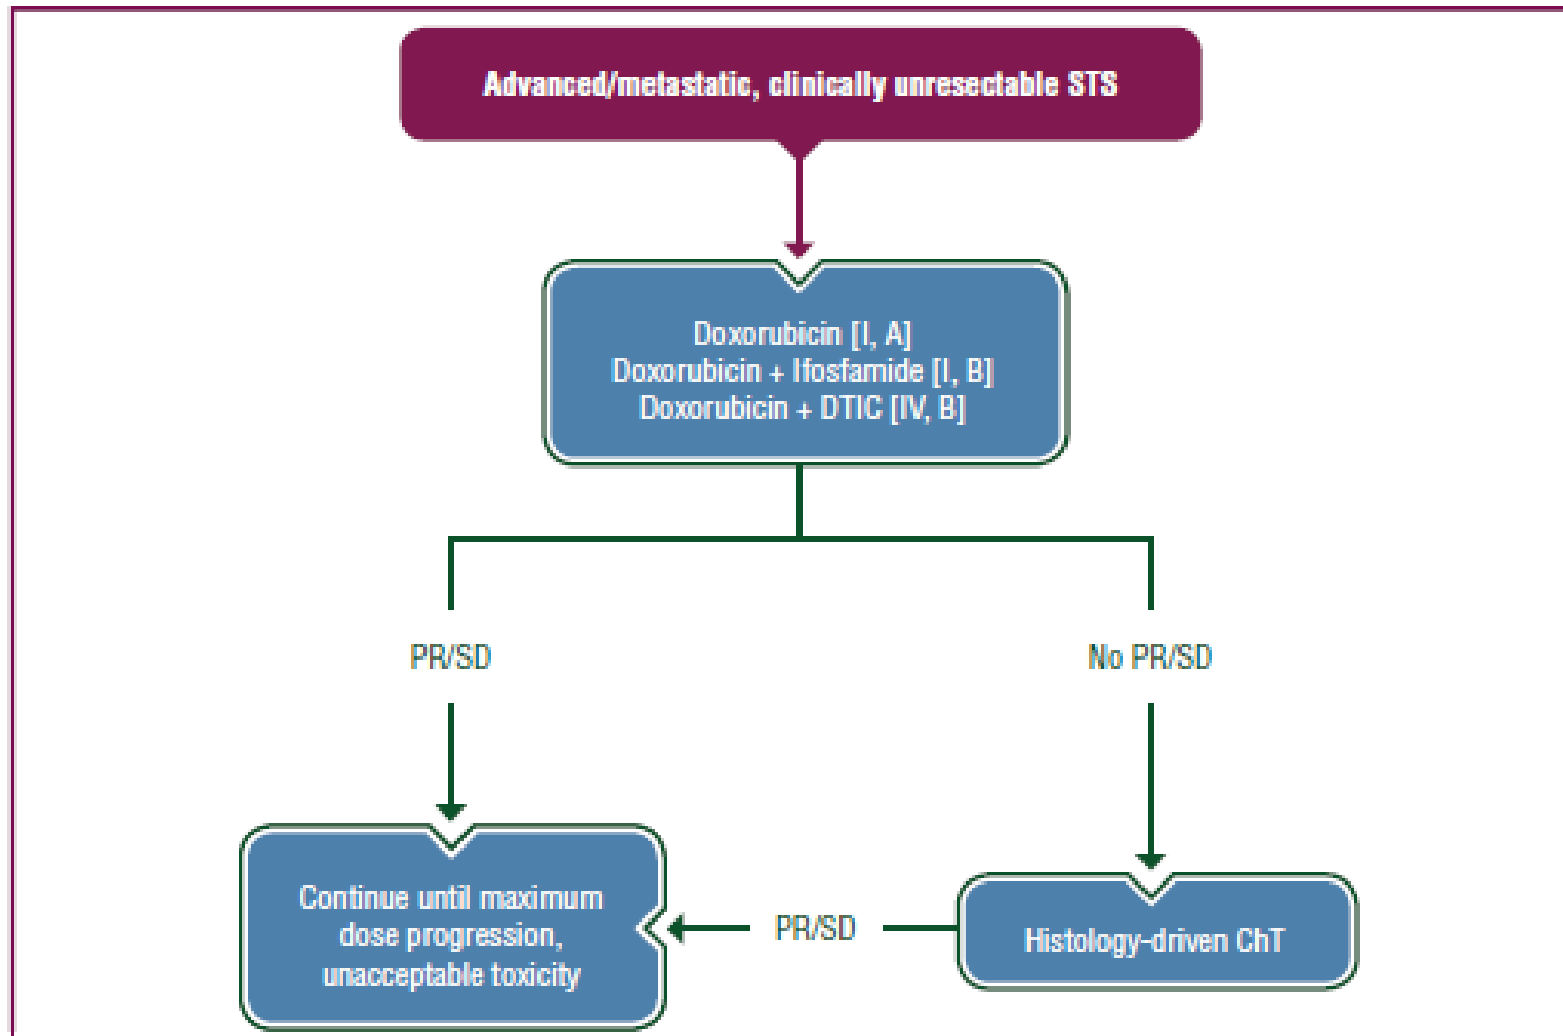 Advanced/metastatic, clinically unresectable STS
Doxorubicin [I, A]
Doxorubicin + Ifosfamide [I, B]
Doxorubicin + DTIC [IV, B]
PR/SD
No PR/SD
Continue until maximum
dose progression,
unacceptable toxicity
PR/SD
Histology-driven ChT